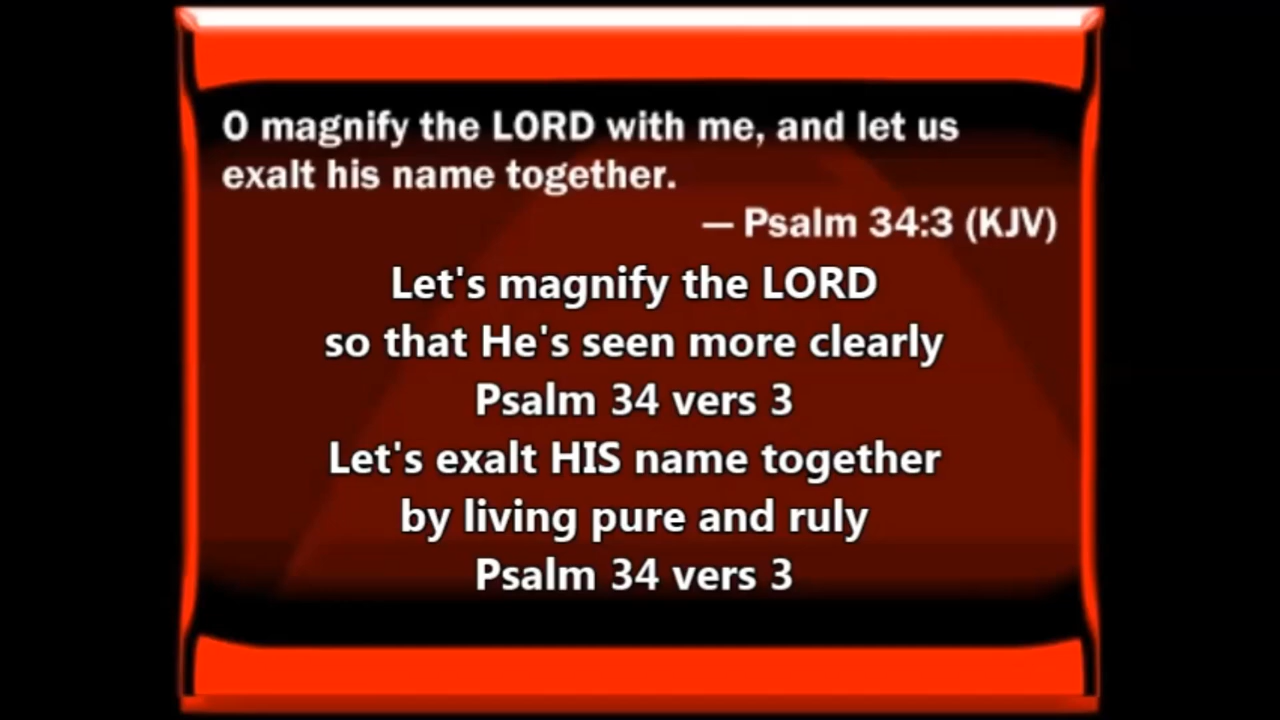 O magnify the LORD with me, and let us
exalt his name together.
— Psalm 34:3 (KJV)
Let's magnify the LORD
so that He's seen more clearly
Psalm 34 vers 3
Let's exalt HIS name together
by living pure and ruly
Psalm 34 vers 3